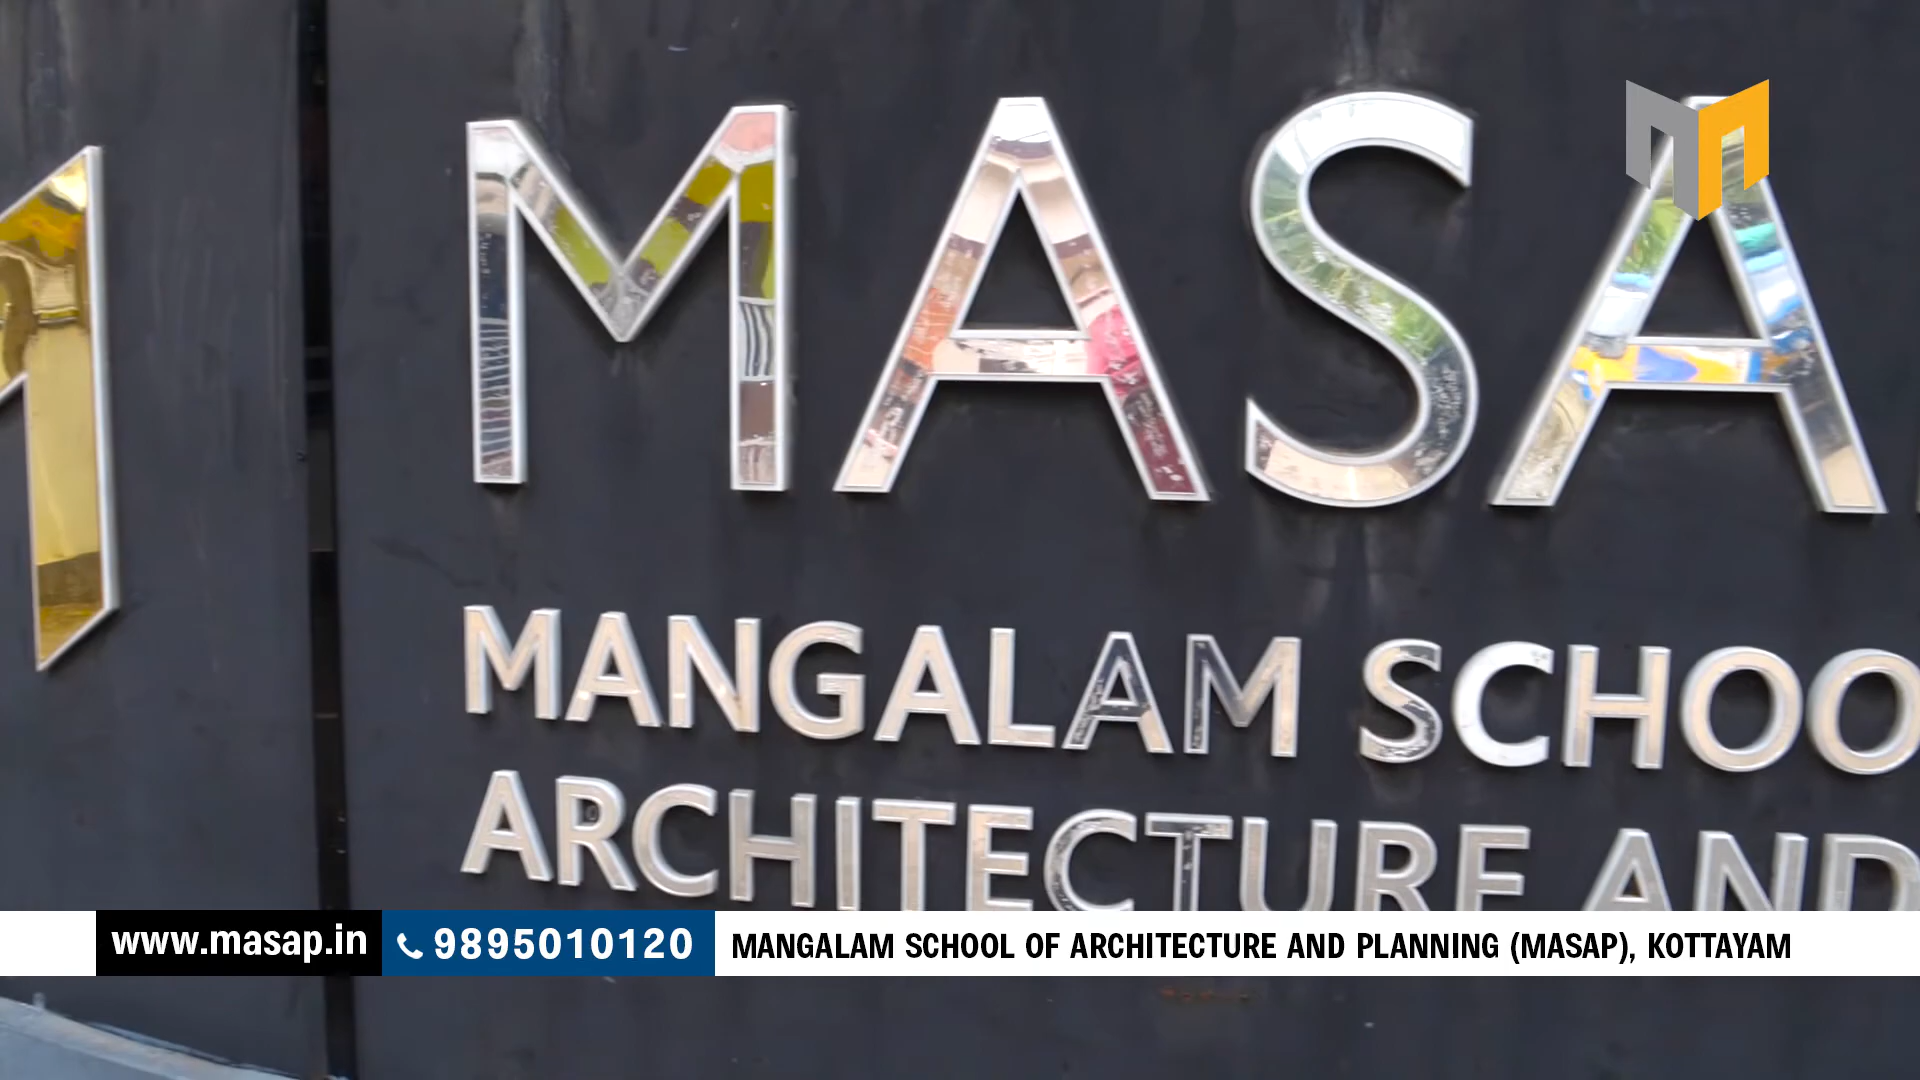 MASA
MANGALAM SCHOO
ARCHITECTURE AND
www.masap.in 9895010120 MANGALAM SCHOOL OF ARCHITECTURE AND PLANNING (MASAP), KOTTAYAM